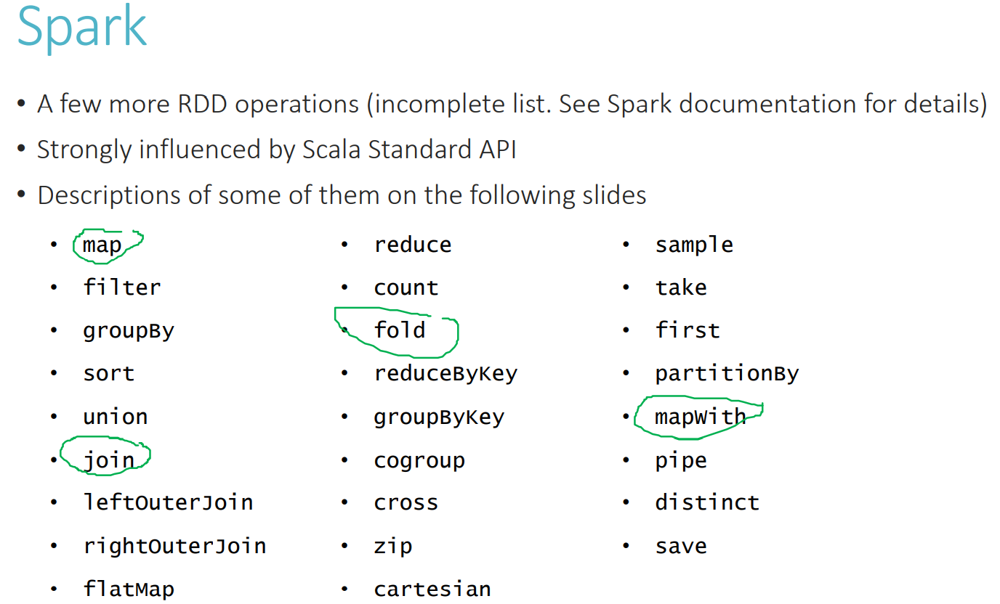 Spark
• A few more RDD operations (incomplete list. See Spark documentation for details)
• Strongly influenced by Scala Standard API
• Descriptions of some of them on the following slides
• map
• filter
• groupBy
• sort
• union
• join
• leftOuterJoin
• rightOuterJoin
• flatMap
• reduce
• count
• fold
• reduceByKey
• groupByKey
• cogroup
• cross
• zip
• cartesian
• sample
• take
• first
• partitionBy
• mapWith
• pipe
• distinct
• save